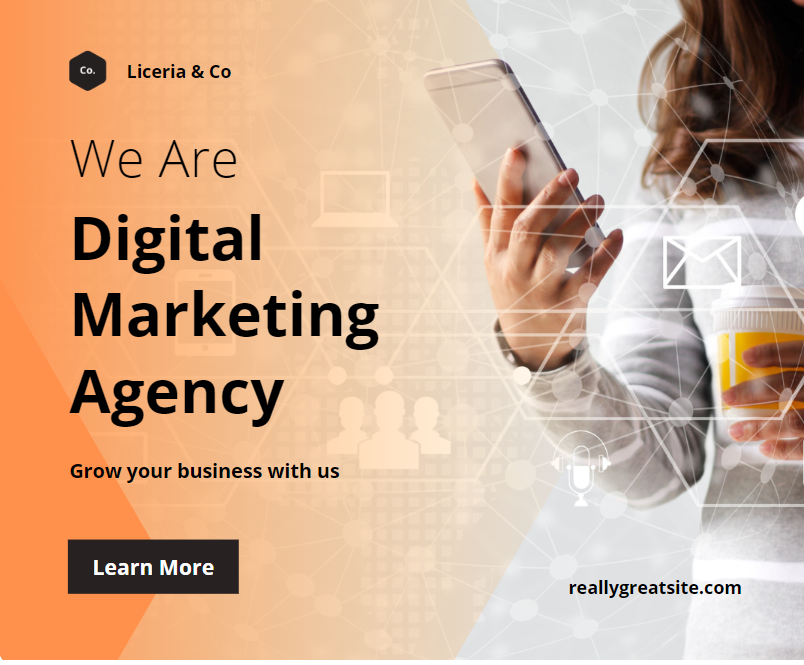 Co.
Liceria & Co
We Are
Digital
Marketing
Agency
Grow your business with us
Learn More
reallygreatsite.com